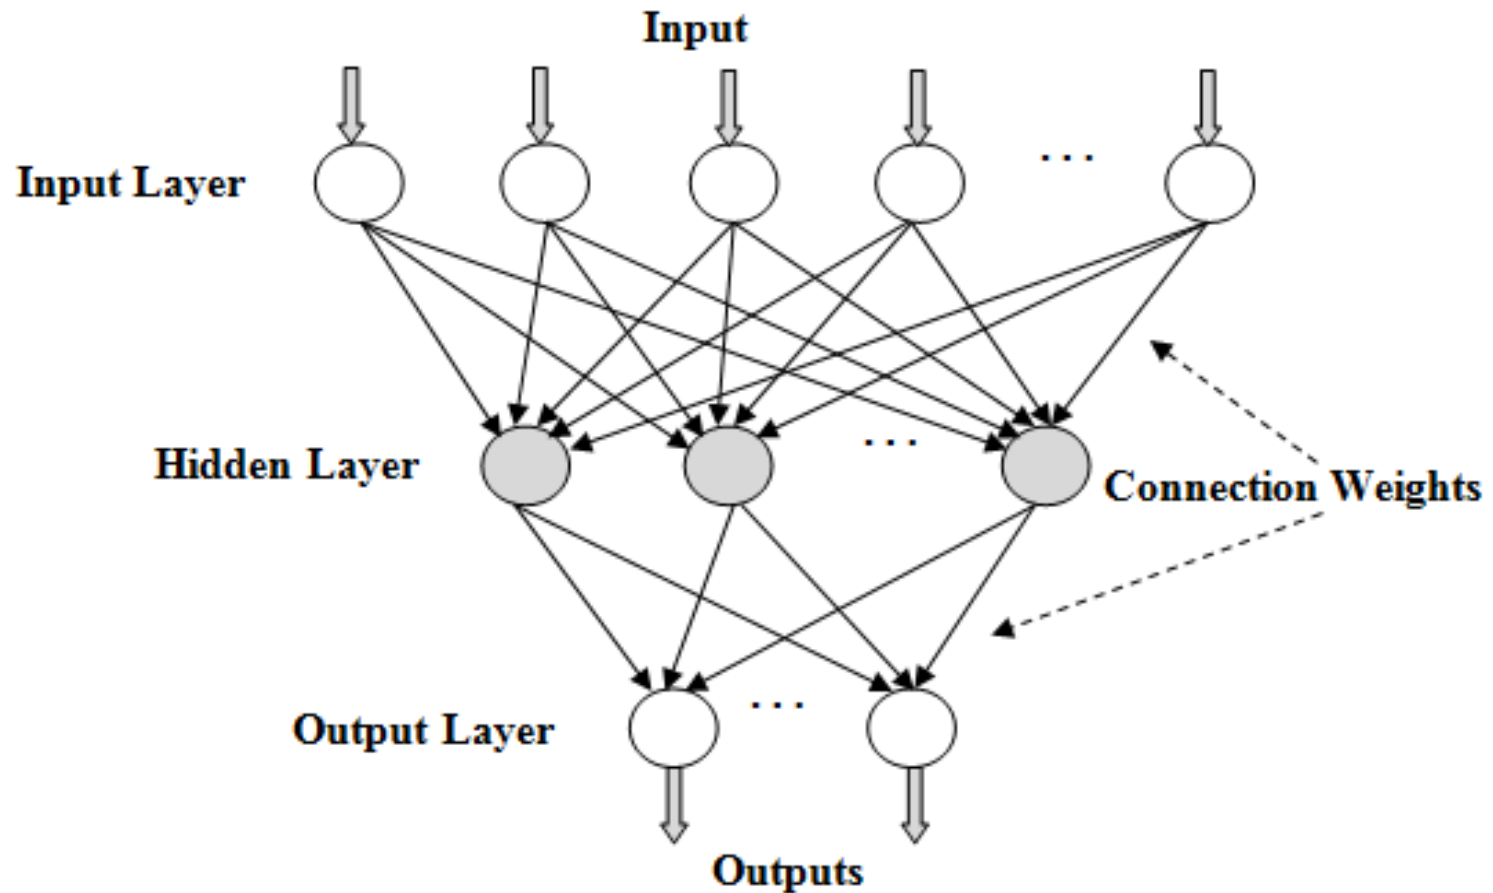 Input
Input Layer
. . .
Hidden Layer
. . .
Connection Weights
Output Layer
. . .
Outputs